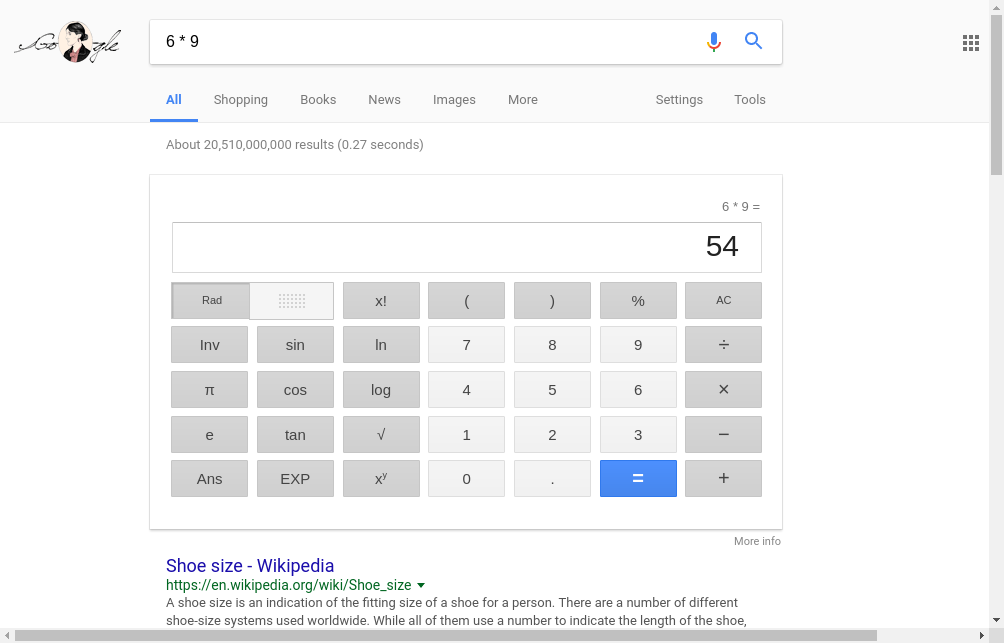 Google
6 * 9
All Shopping Books News Images More Settings Tools
About 20,510,000,000 results (0.27 seconds)
6 * 9 =
54
Rad x! ( ) % AC
Inv sin ln 7 8 9 ÷
π cos log 4 5 6 ×
e tan √ 1 2 3 −
Ans EXP xʸ 0 . = +
More info
Shoe size - Wikipedia
https://en.wikipedia.org/wiki/Shoe_size
A shoe size is an indication of the fitting size of a shoe for a person. There are a number of different
shoe-size systems used worldwide. While all of them use a number to indicate the length of the shoe,